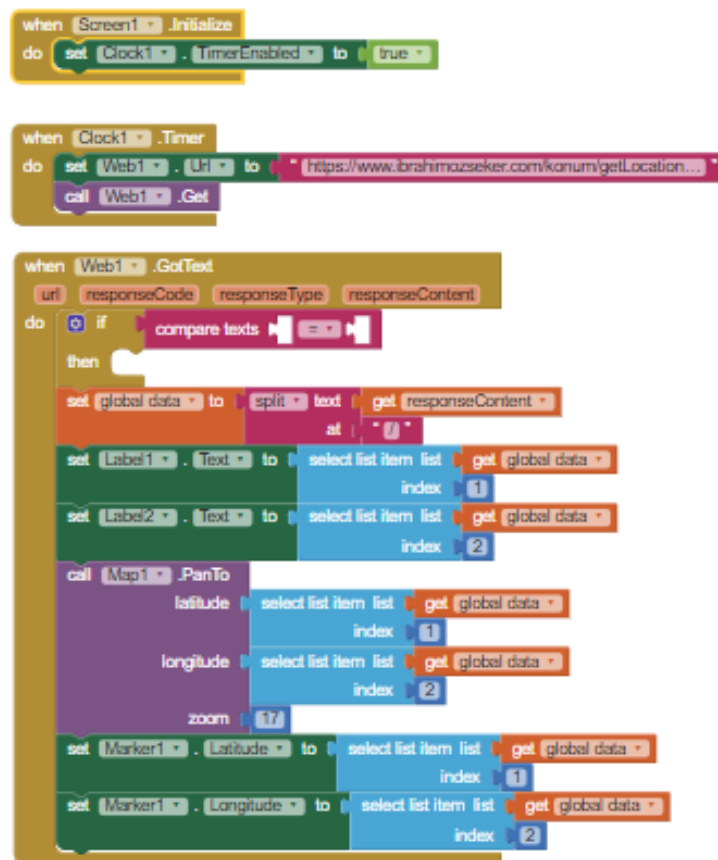 when Screen1 .Initialize
do set Clock1 . TimerEnabled to true
when Clock1 .Timer
do set Web1 . Url to " https://www.ibrahimozseker.com/konum/getLocation... "
call Web1 .Get
when Web1 .GotText
url responseCode responseType responseContent
do if compare texts =
then
set global data to split text get responseContent
at " / "
set Label1 . Text to select list item list get global data
index 1
set Label2 . Text to select list item list get global data
index 2
call Map1 .PanTo
latitude select list item list get global data
index 1
longitude select list item list get global data
index 2
zoom 17
set Marker1 . Latitude to select list item list get global data
index 1
set Marker1 . Longitude to select list item list get global data
index 2